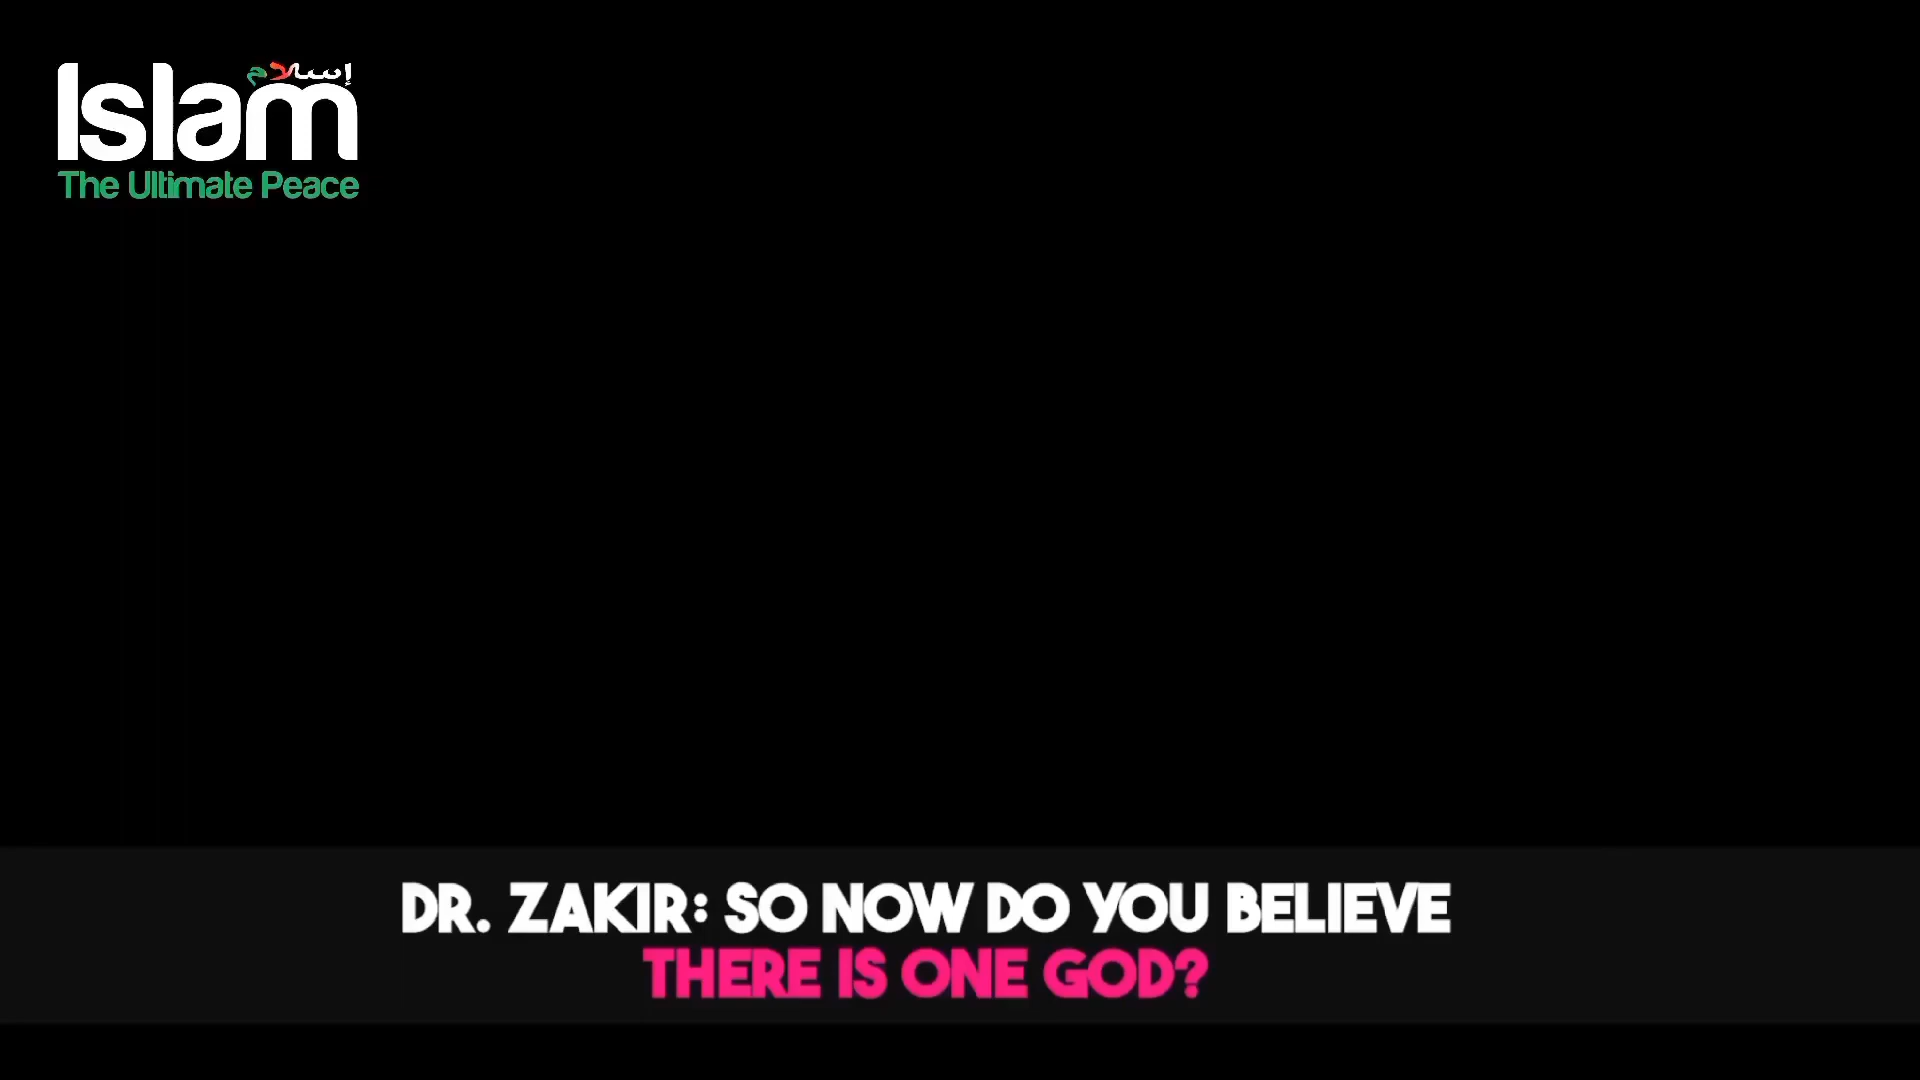 إسلام
Islam
The Ultimate Peace
DR. ZAKIR: SO NOW DO YOU BELIEVE
THERE IS ONE GOD?